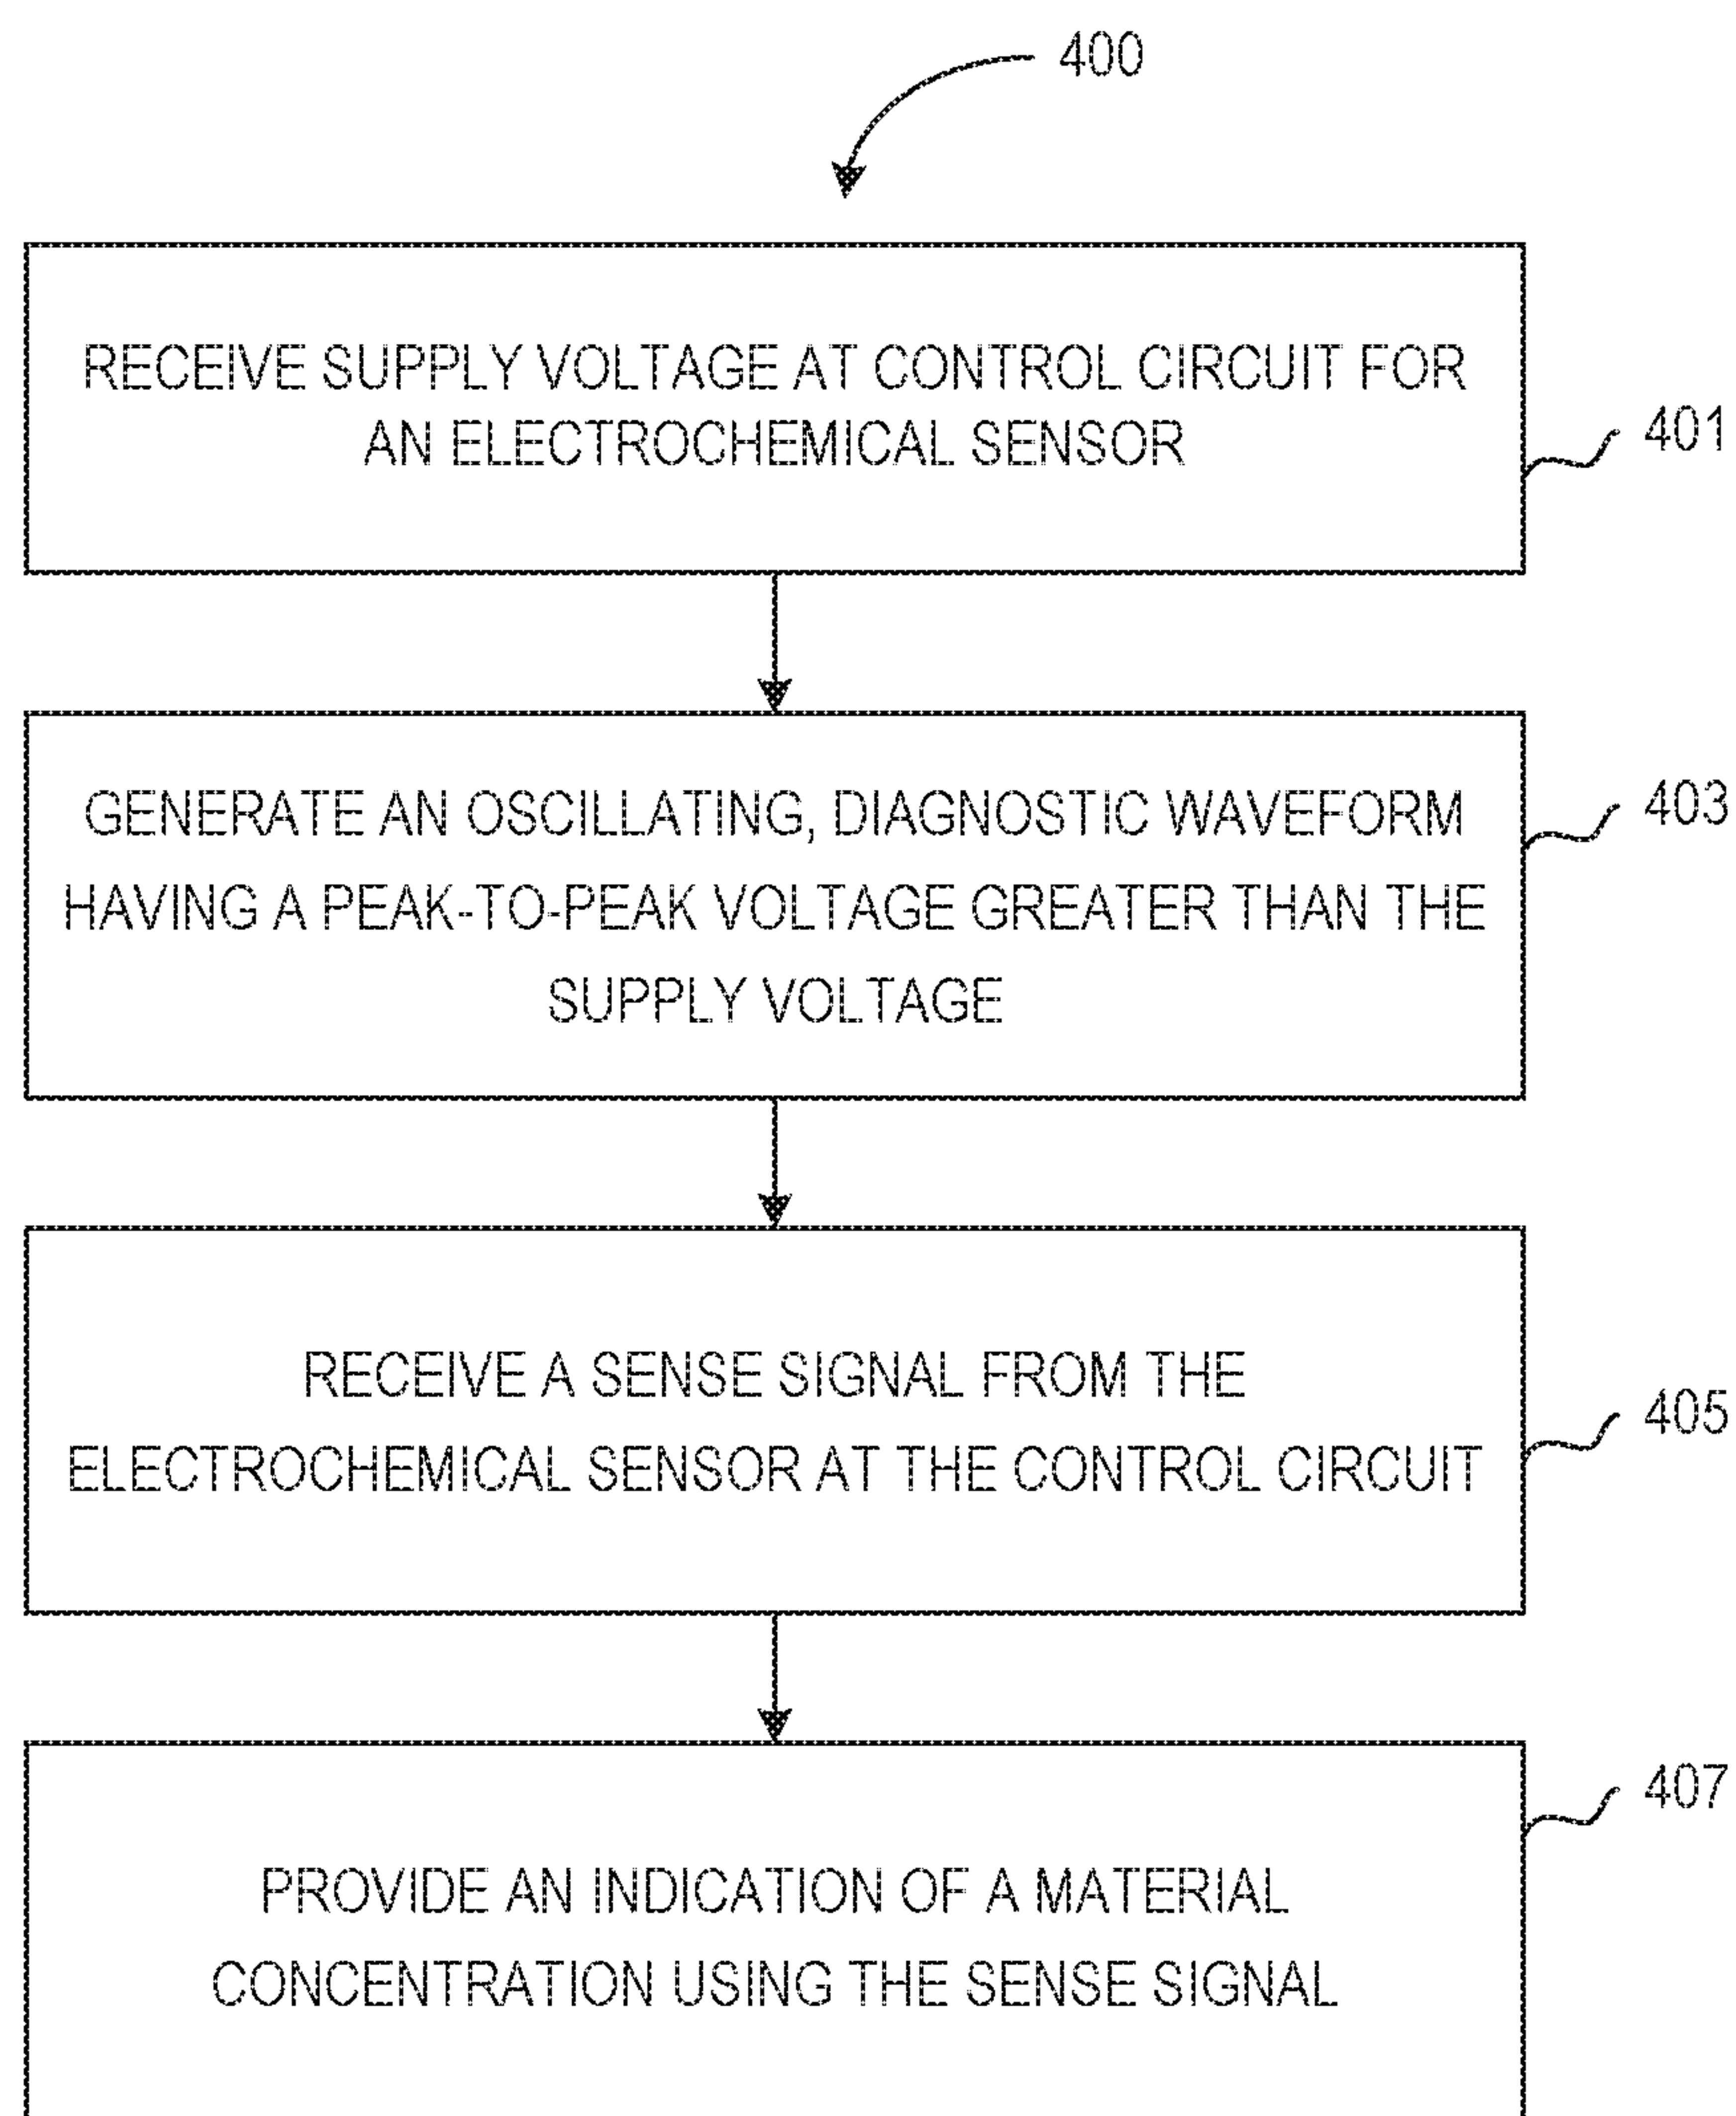 400
RECEIVE SUPPLY VOLTAGE AT CONTROL CIRCUIT FOR
AN ELECTROCHEMICAL SENSOR
401
GENERATE AN OSCILLATING, DIAGNOSTIC WAVEFORM
HAVING A PEAK-TO-PEAK VOLTAGE GREATER THAN THE
SUPPLY VOLTAGE
403
RECEIVE A SENSE SIGNAL FROM THE
ELECTROCHEMICAL SENSOR AT THE CONTROL CIRCUIT
405
PROVIDE AN INDICATION OF A MATERIAL
CONCENTRATION USING THE SENSE SIGNAL
407